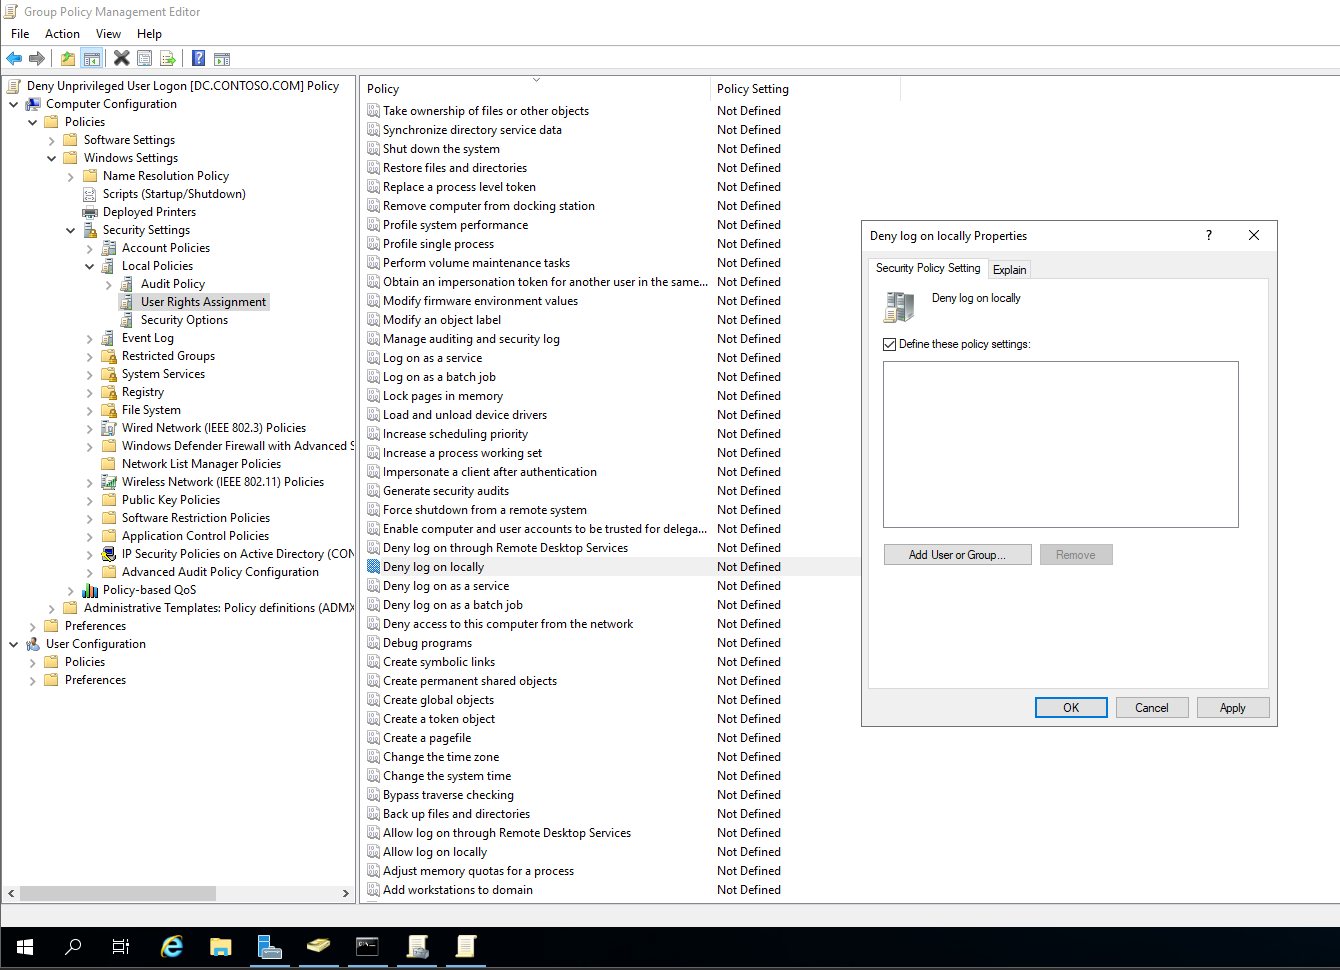 Group Policy Management Editor
File Action View Help
Deny Unprivileged User Logon [DC.CONTOSO.COM] Policy
Computer Configuration
Policies
Software Settings
Windows Settings
Name Resolution Policy
Scripts (Startup/Shutdown)
Deployed Printers
Security Settings
Account Policies
Local Policies
Audit Policy
User Rights Assignment
Security Options
Event Log
Restricted Groups
System Services
Registry
File System
Wired Network (IEEE 802.3) Policies
Windows Defender Firewall with Advanced S
Network List Manager Policies
Wireless Network (IEEE 802.11) Policies
Public Key Policies
Software Restriction Policies
Application Control Policies
IP Security Policies on Active Directory (CON
Advanced Audit Policy Configuration
Policy-based QoS
Administrative Templates: Policy definitions (ADMX
Preferences
User Configuration
Policies
Preferences
Policy Policy Setting
Take ownership of files or other objects Not Defined
Synchronize directory service data Not Defined
Shut down the system Not Defined
Restore files and directories Not Defined
Replace a process level token Not Defined
Remove computer from docking station Not Defined
Profile system performance Not Defined
Profile single process Not Defined
Perform volume maintenance tasks Not Defined
Obtain an impersonation token for another user in the same... Not Defined
Modify firmware environment values Not Defined
Modify an object label Not Defined
Manage auditing and security log Not Defined
Log on as a service Not Defined
Log on as a batch job Not Defined
Lock pages in memory Not Defined
Load and unload device drivers Not Defined
Increase scheduling priority Not Defined
Increase a process working set Not Defined
Impersonate a client after authentication Not Defined
Generate security audits Not Defined
Force shutdown from a remote system Not Defined
Enable computer and user accounts to be trusted for delega... Not Defined
Deny log on through Remote Desktop Services Not Defined
Deny log on locally Not Defined
Deny log on as a service Not Defined
Deny log on as a batch job Not Defined
Deny access to this computer from the network Not Defined
Debug programs Not Defined
Create symbolic links Not Defined
Create permanent shared objects Not Defined
Create global objects Not Defined
Create a token object Not Defined
Create a pagefile Not Defined
Change the time zone Not Defined
Change the system time Not Defined
Bypass traverse checking Not Defined
Back up files and directories Not Defined
Allow log on through Remote Desktop Services Not Defined
Allow log on locally Not Defined
Adjust memory quotas for a process Not Defined
Add workstations to domain Not Defined
Deny log on locally Properties ?
Security Policy Setting Explain
Deny log on locally
Define these policy settings:
Add User or Group... Remove
OK Cancel Apply